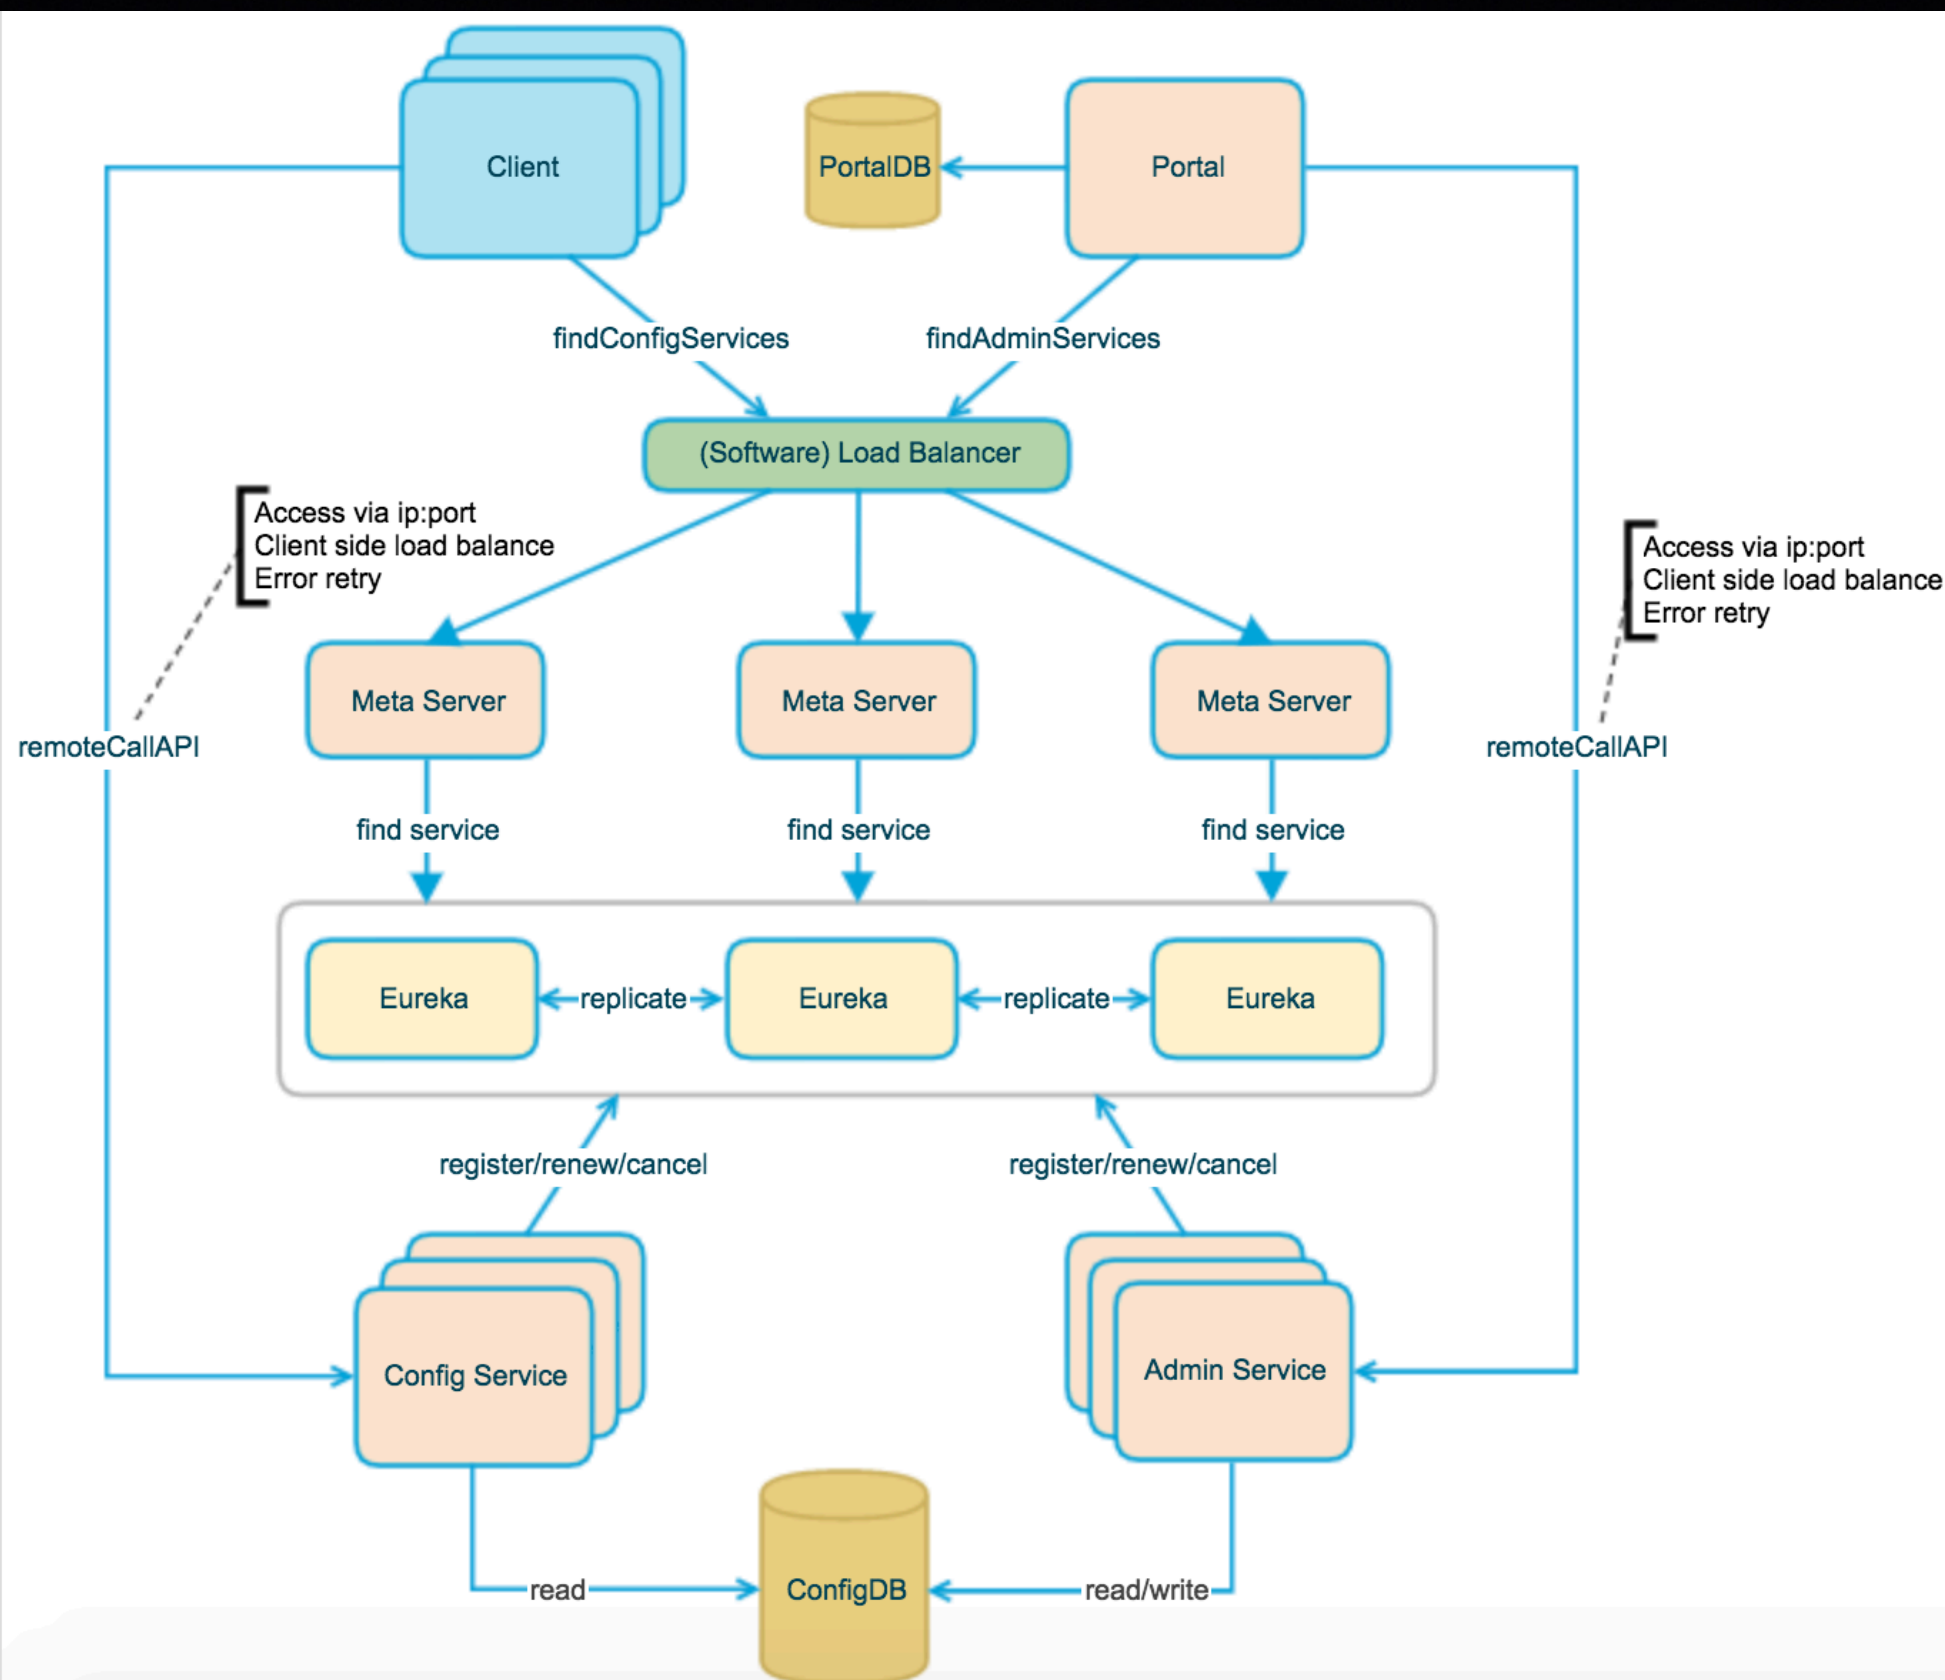 Client
PortalDB
Portal
findConfigServices
findAdminServices
(Software) Load Balancer
Access via ip:port
Client side load balance
Error retry
Access via ip:port
Client side load balance
Error retry
Meta Server
Meta Server
Meta Server
remoteCallAPI
remoteCallAPI
find service
find service
find service
Eureka
replicate
Eureka
replicate
Eureka
register/renew/cancel
register/renew/cancel
Config Service
Admin Service
read
ConfigDB
read/write